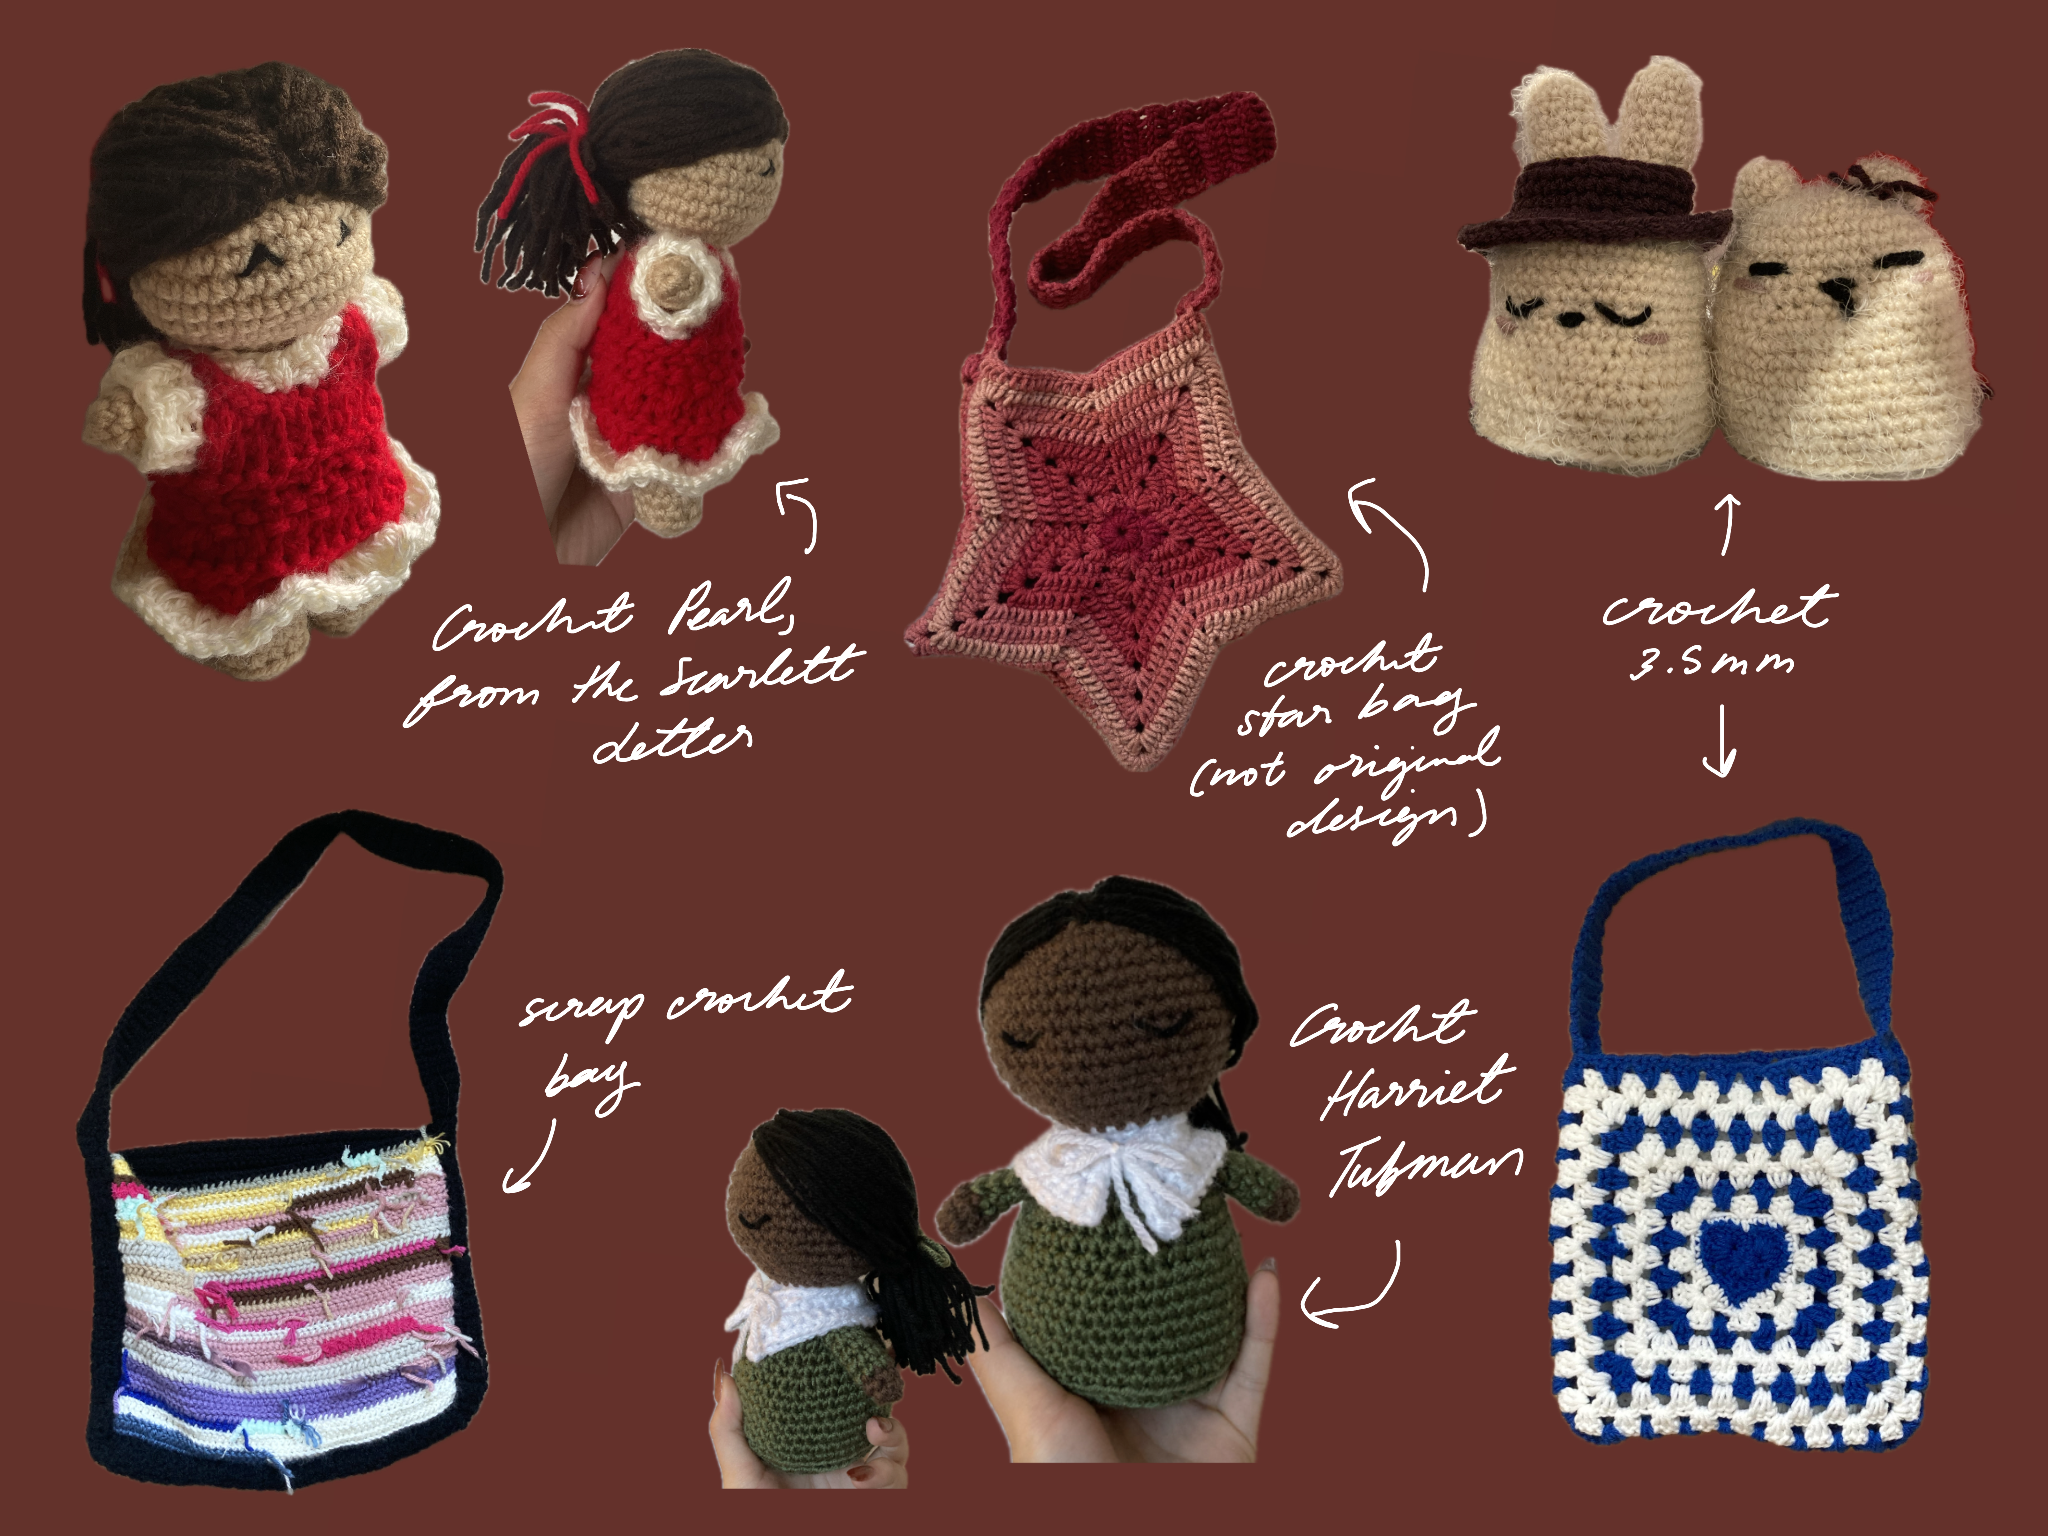 Crochet Pearl,
from the Scarlett
Letter
crochet
star bag
(not original
design)
crochet
3.5mm
scrap crochet
bag
Crochet
Harriet
Tubman